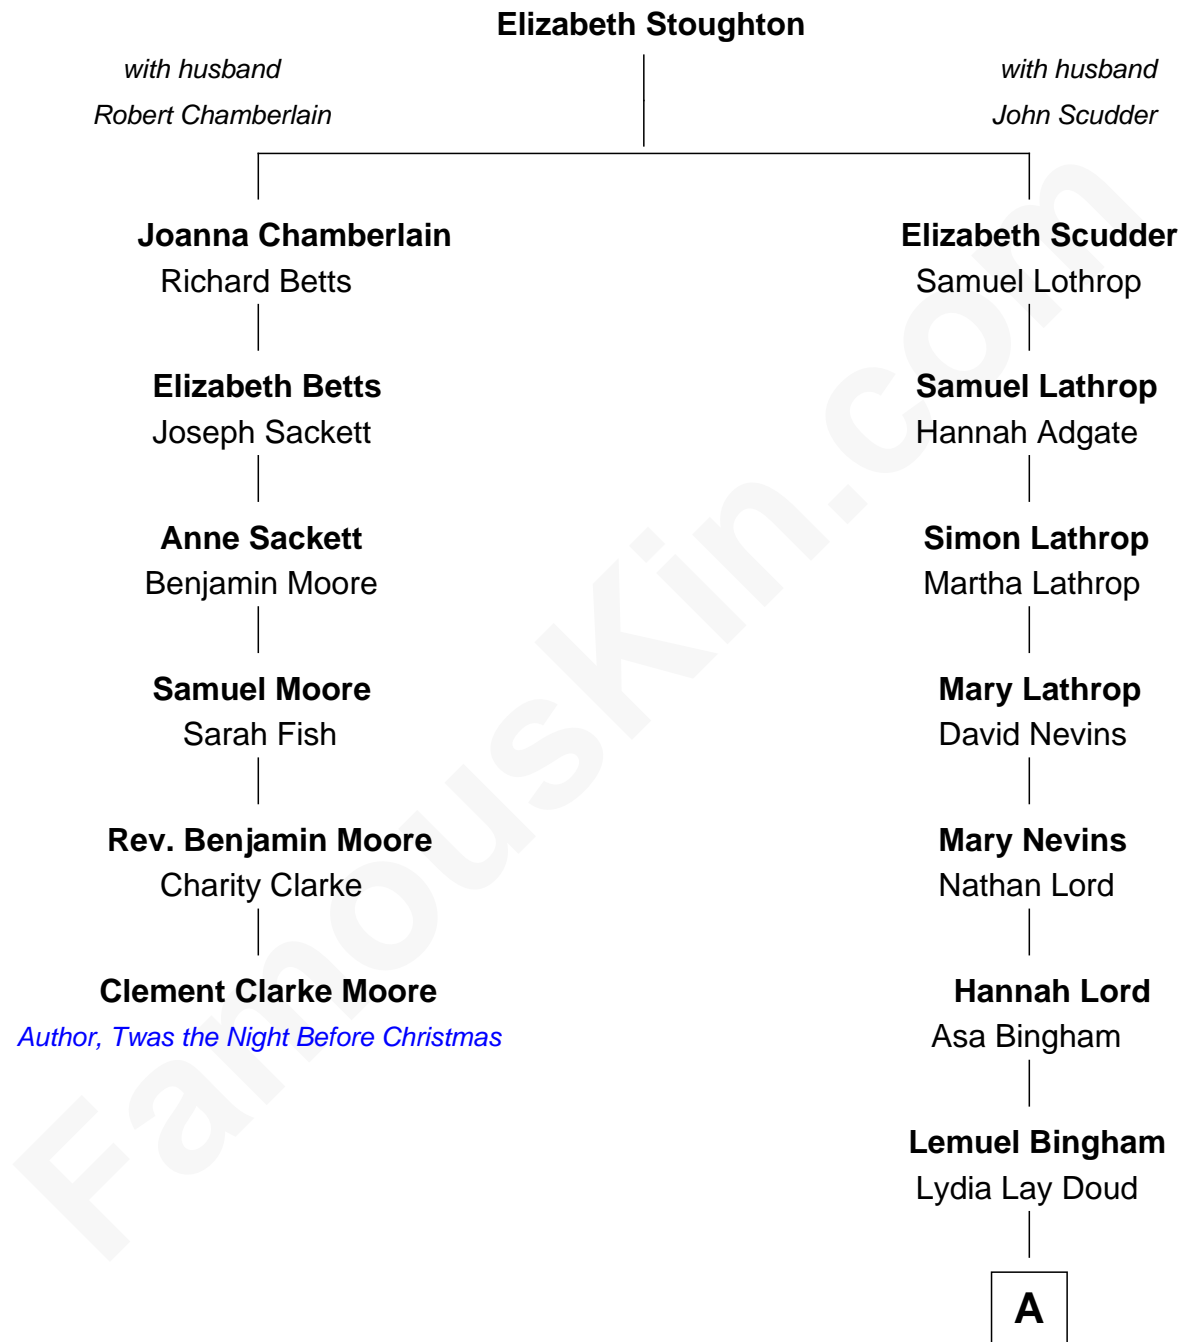 Elizabeth Stoughton
with husband
Robert Chamberlain
with husband
John Scudder
Joanna Chamberlain
Richard Betts
Elizabeth Scudder
Samuel Lothrop
Elizabeth Betts
Joseph Sackett
Samuel Lathrop
Hannah Adgate
Anne Sackett
Benjamin Moore
Simon Lathrop
Martha Lathrop
Samuel Moore
Sarah Fish
Mary Lathrop
David Nevins
Rev. Benjamin Moore
Charity Clarke
Mary Nevins
Nathan Lord
Clement Clarke Moore
Author, Twas the Night Before Christmas
Hannah Lord
Asa Bingham
Lemuel Bingham
Lydia Lay Doud
A
FamousKin.com